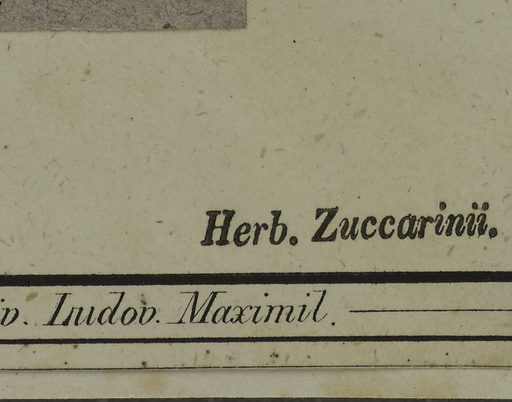 Herb. Zuccarinii.
Ludov. Maximil.